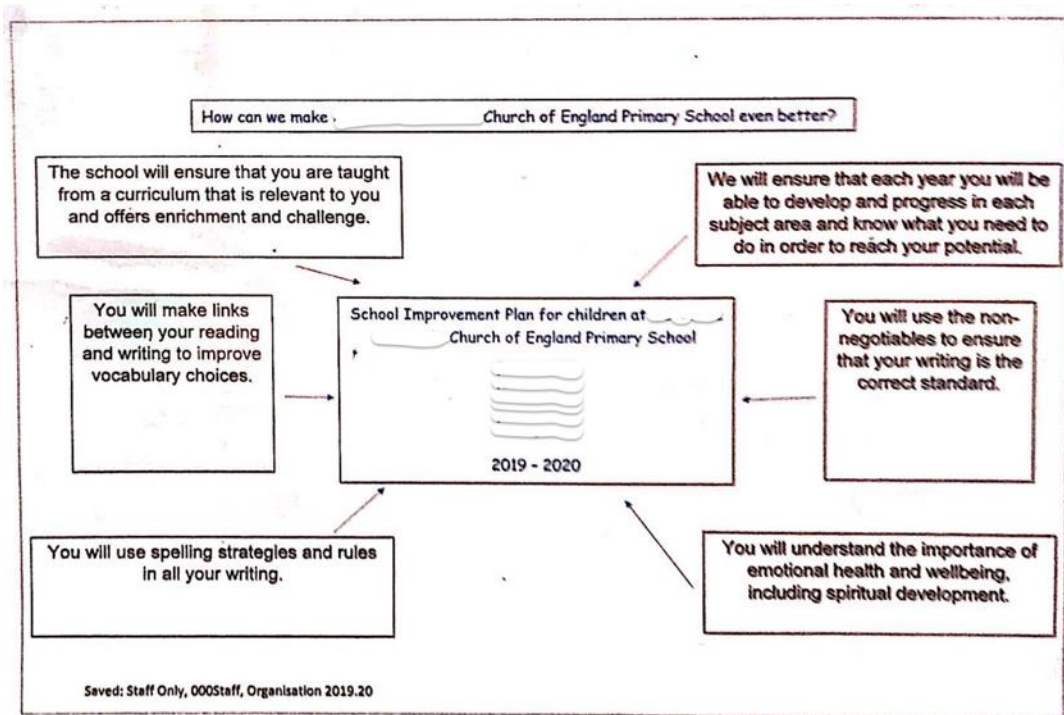 How can we make Church of England Primary School even better?
The school will ensure that you are taught
from a curriculum that is relevant to you
and offers enrichment and challenge.
We will ensure that each year you will be
able to develop and progress in each
subject area and know what you need to
do in order to reach your potential.
You will make links
between your reading
and writing to improve
vocabulary choices.
School Improvement Plan for children at
Church of England Primary School
2019 - 2020
You will use the non-
negotiables to ensure
that your writing is the
correct standard.
You will use spelling strategies and rules
in all your writing.
You will understand the importance of
emotional health and wellbeing,
including spiritual development.
Saved: Staff Only, 000Staff, Organisation 2019.20